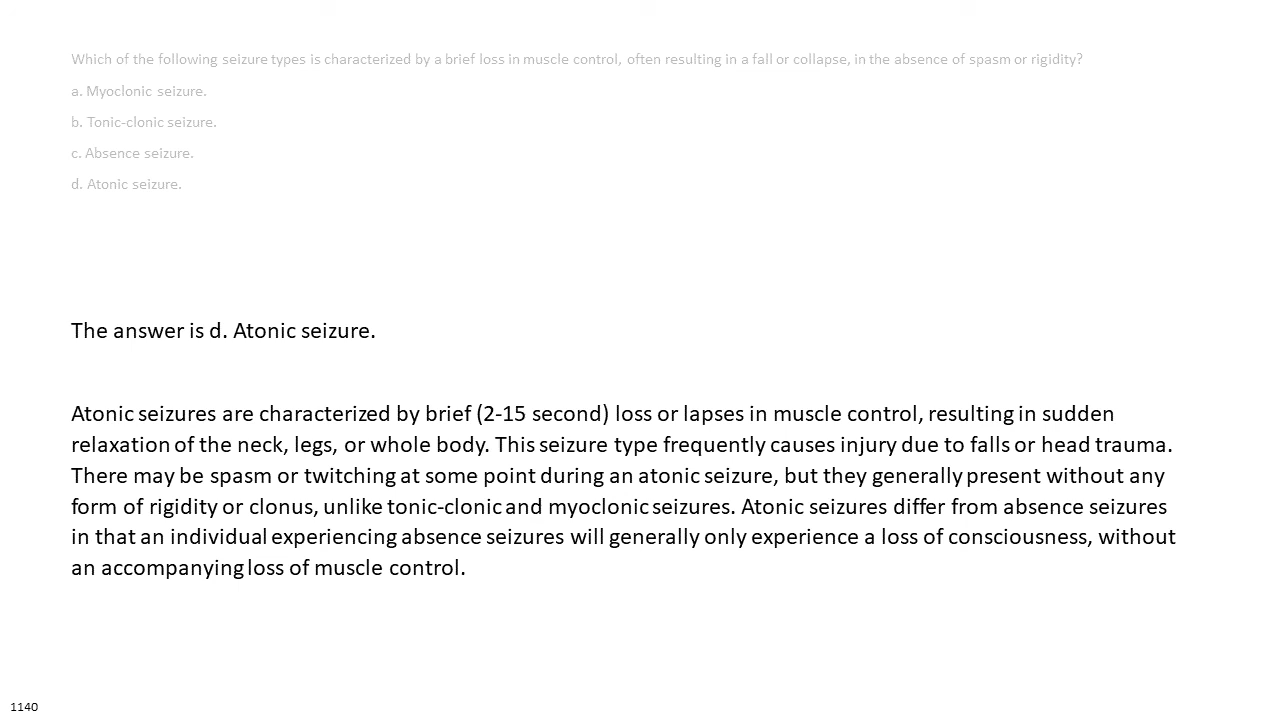 Which of the following seizure types is characterized by a brief loss in muscle control, often resulting in a fall or collapse, in the absence of spasm or rigidity?
a. Myoclonic seizure.
b. Tonic-clonic seizure.
c. Absence seizure.
d. Atonic seizure.
The answer is d. Atonic seizure.
Atonic seizures are characterized by brief (2-15 second) loss or lapses in muscle control, resulting in sudden
relaxation of the neck, legs, or whole body. This seizure type frequently causes injury due to falls or head trauma.
There may be spasm or twitching at some point during an atonic seizure, but they generally present without any
form of rigidity or clonus, unlike tonic-clonic and myoclonic seizures. Atonic seizures differ from absence seizures
in that an individual experiencing absence seizures will generally only experience a loss of consciousness, without
an accompanying loss of muscle control.
1140